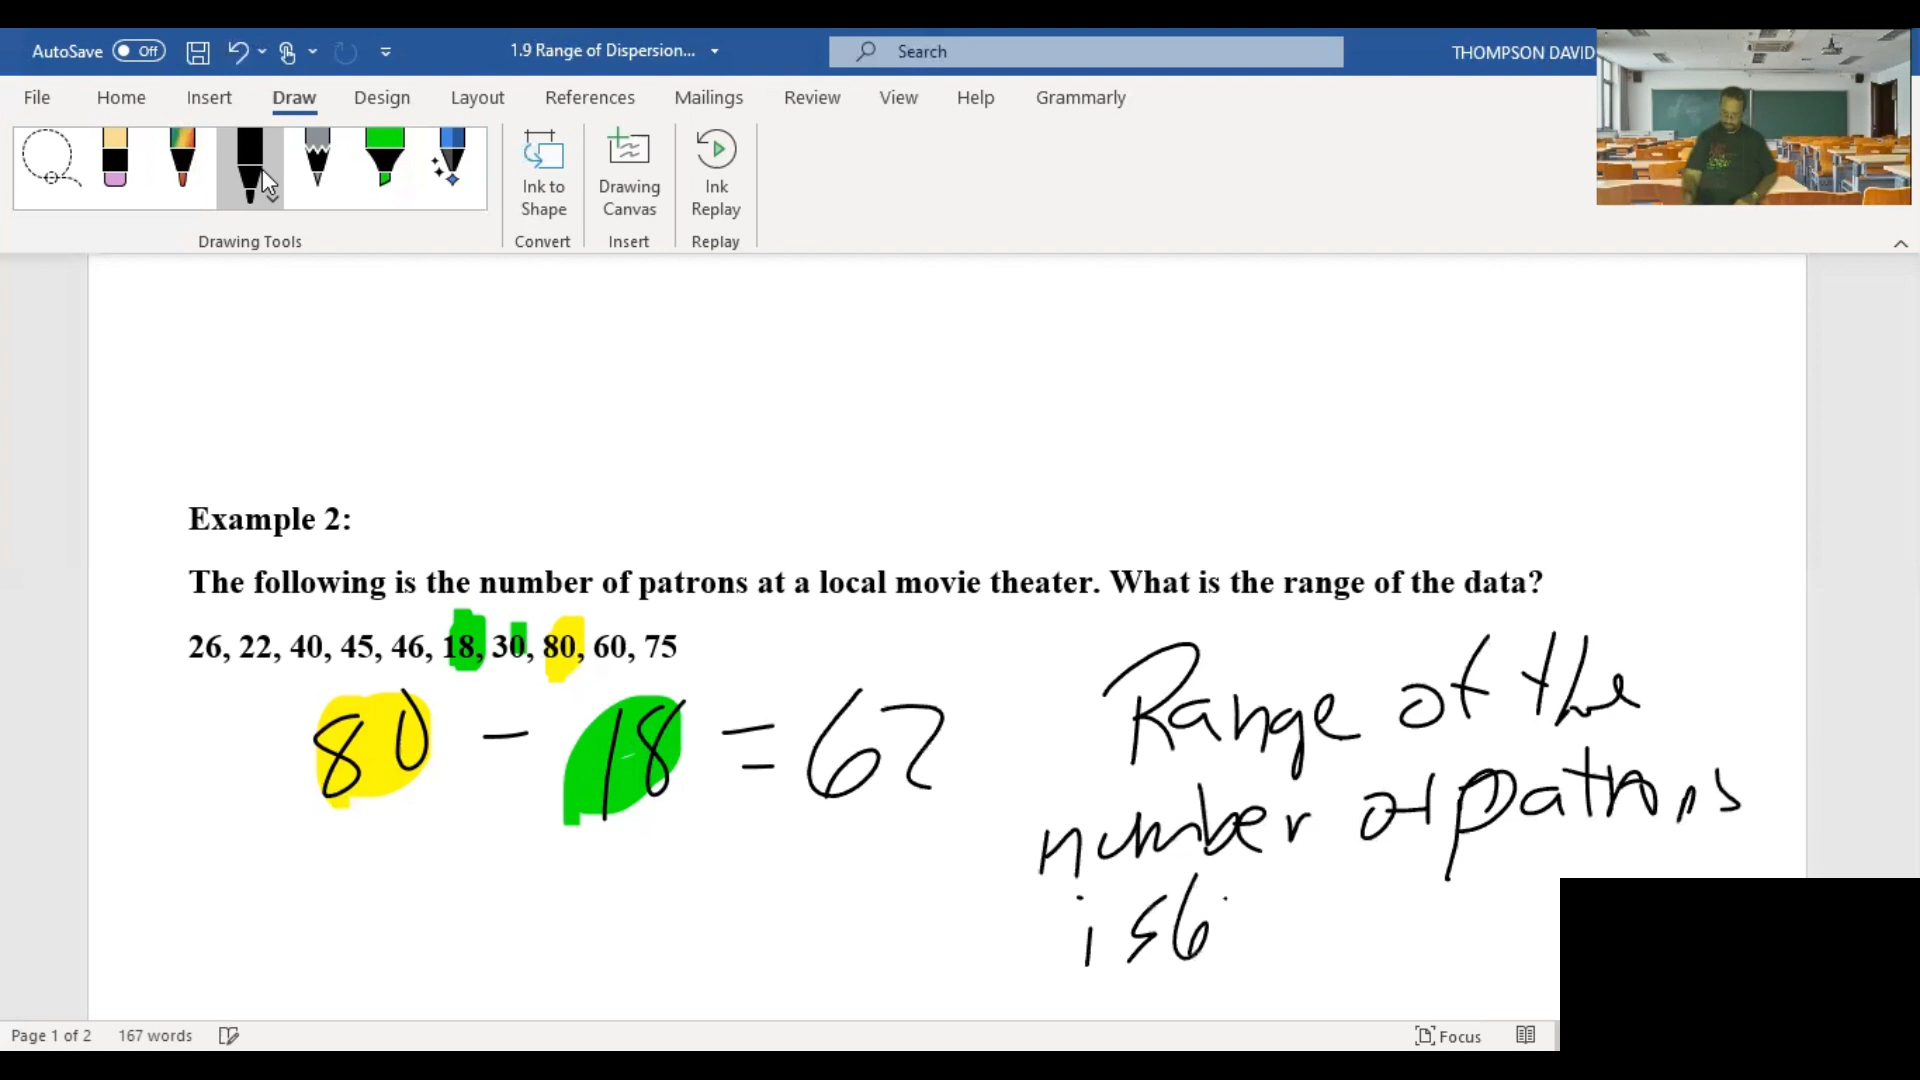 AutoSave Off 1.9 Range of Dispersion... Search THOMPSON DAVID
File Home Insert Draw Design Layout References Mailings Review View Help Grammarly
Ink to Shape
Drawing Canvas
Ink Replay
Drawing Tools Convert Insert Replay
Example 2:
The following is the number of patrons at a local movie theater. What is the range of the data?
26, 22, 40, 45, 46, 18, 30, 80, 60, 75
80 - 18 = 62
Range of the
number of patrons
is 6
Page 1 of 2 167 words Focus